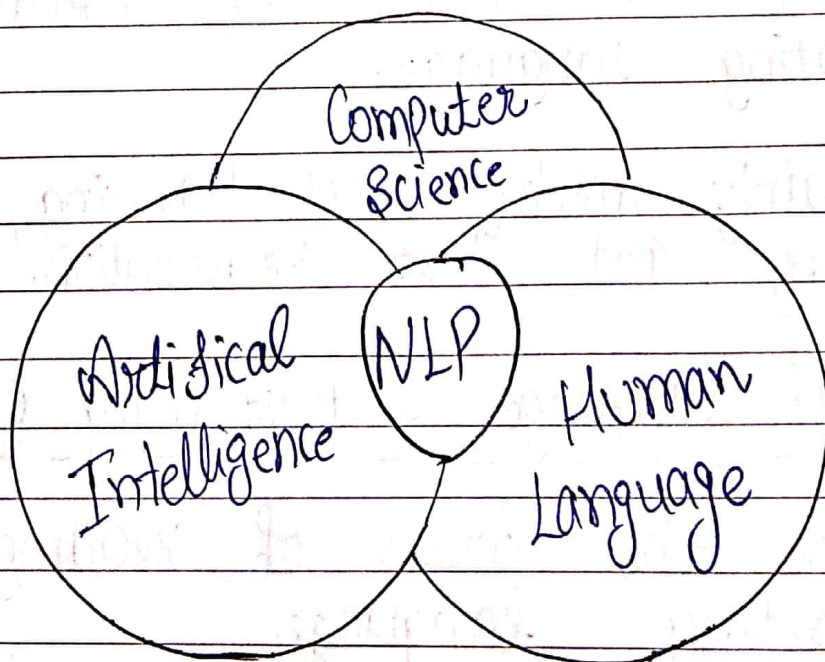 Computer
Science
Artifical
Intelligence
NLP
Human
Language